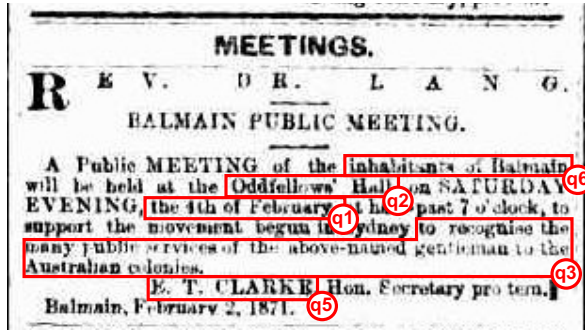 MEETINGS.
REV. DR. LANG.
BALMAIN PUBLIC MEETING.
A Public MEETING of the inhabitants of Balmain q6
will be held at the Oddfellows' Hall on SATURDAY q2
EVENING, the 4th of February at half past 7 o'clock, to q1
support the movement begun in Sydney to recognise the
many public services of the above-named gentleman to the
Australian colonies. q3
E. T. CLARKE, Hon. Secretary pro tem. q5
Balmain, February 2, 1871.